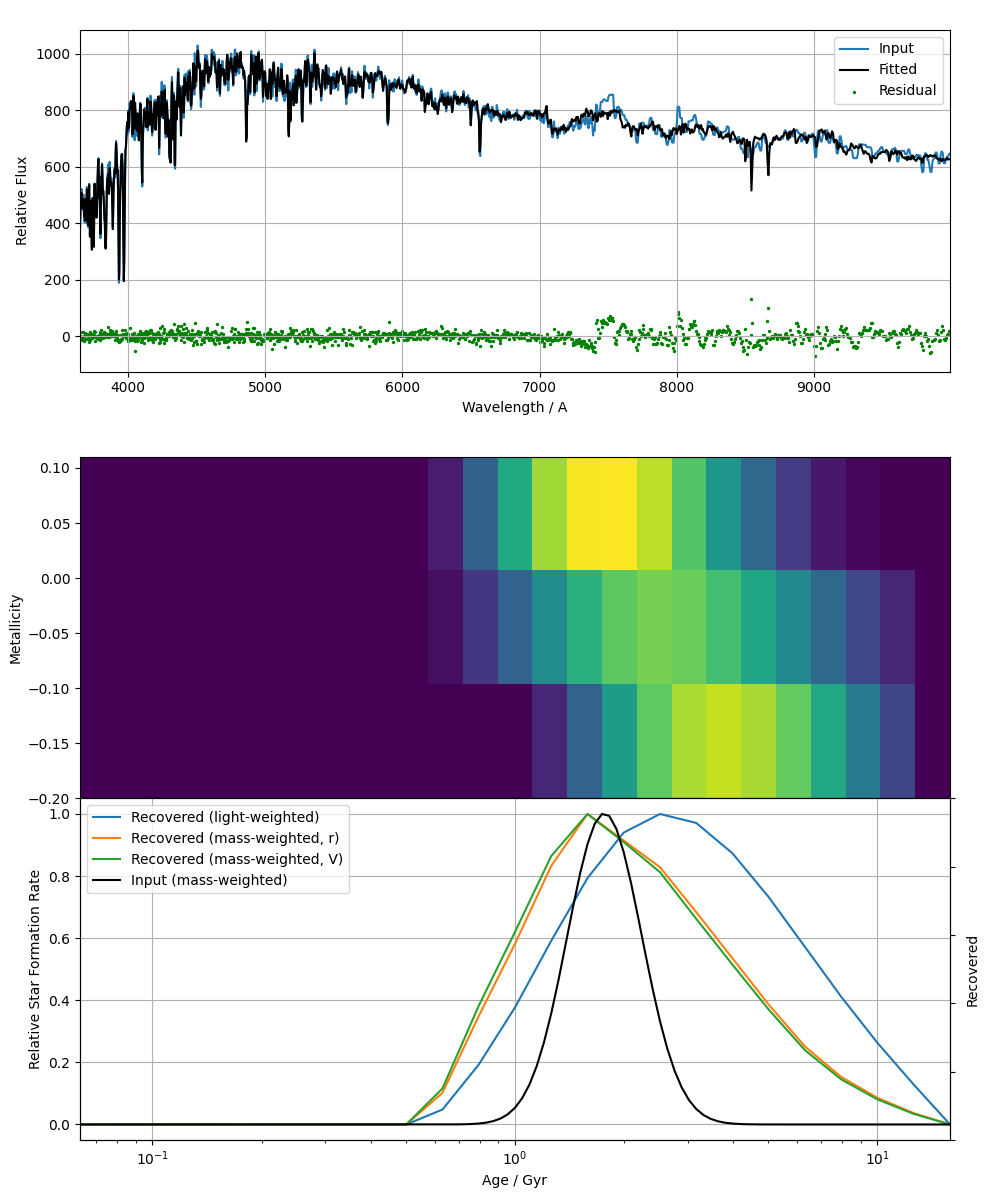 1000
800
600
400
200
0
Relative Flux
Input
Fitted
Residual
4000 5000 6000 7000 8000 9000
Wavelength / A
0.10
0.05
0.00
−0.05
−0.10
−0.15
−0.20
Metallicity
1.0
0.8
0.6
0.4
0.2
0.0
Relative Star Formation Rate
Recovered (light-weighted)
Recovered (mass-weighted, r)
Recovered (mass-weighted, V)
Input (mass-weighted)
Recovered
10⁻¹ 10⁰ 10¹
Age / Gyr